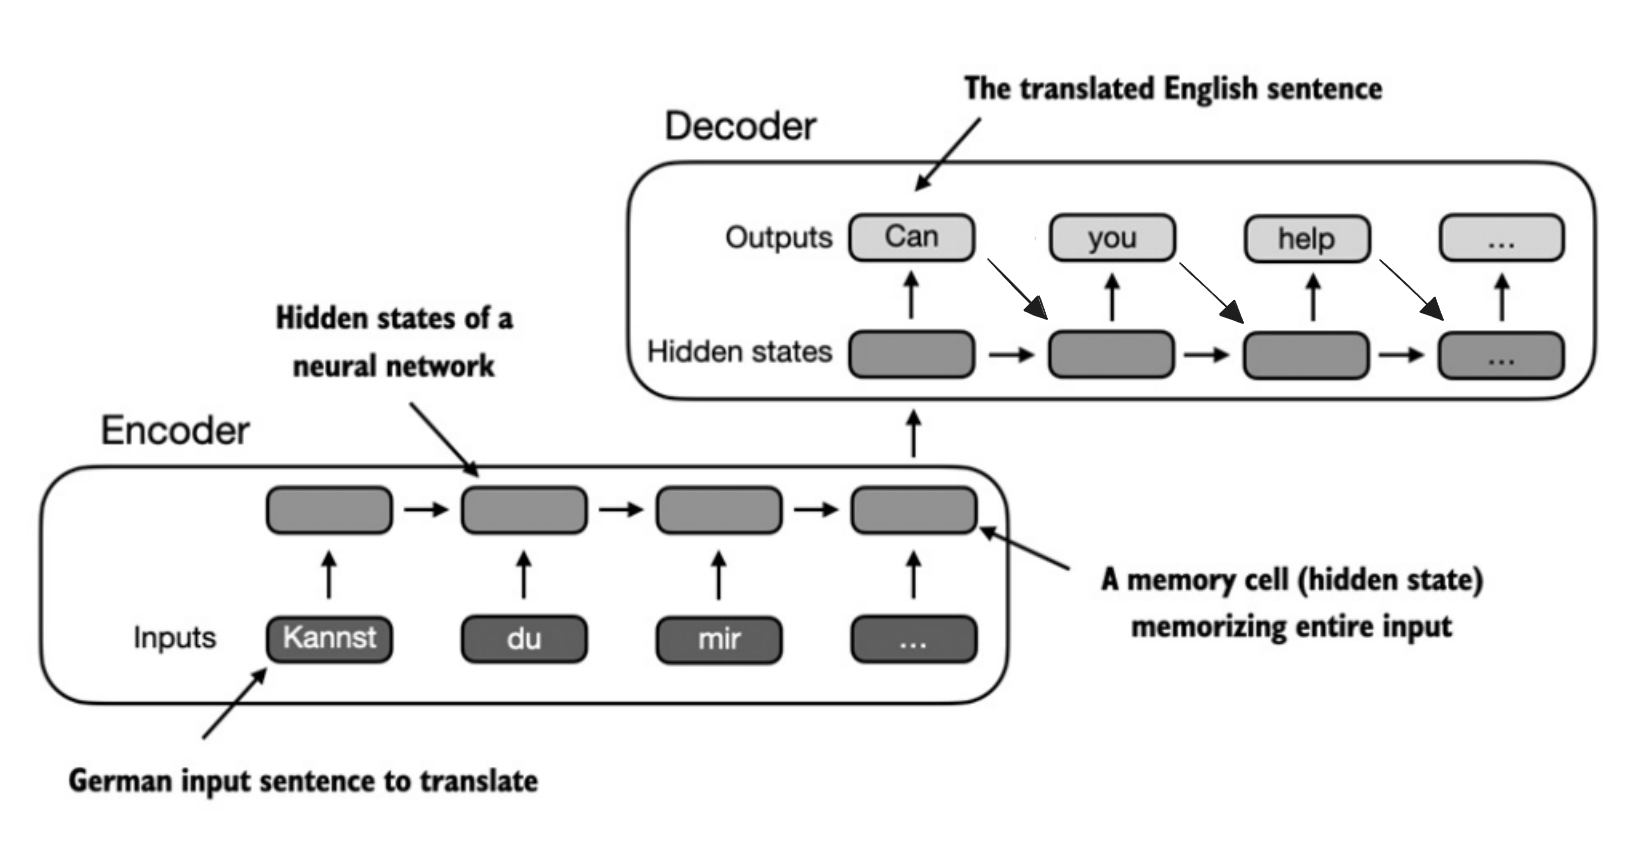 The translated English sentence
Decoder
Outputs Can you help ...
Hidden states ...
Hidden states of a
neural network
Encoder
A memory cell (hidden state)
memorizing entire input
Inputs Kannst du mir ...
German input sentence to translate